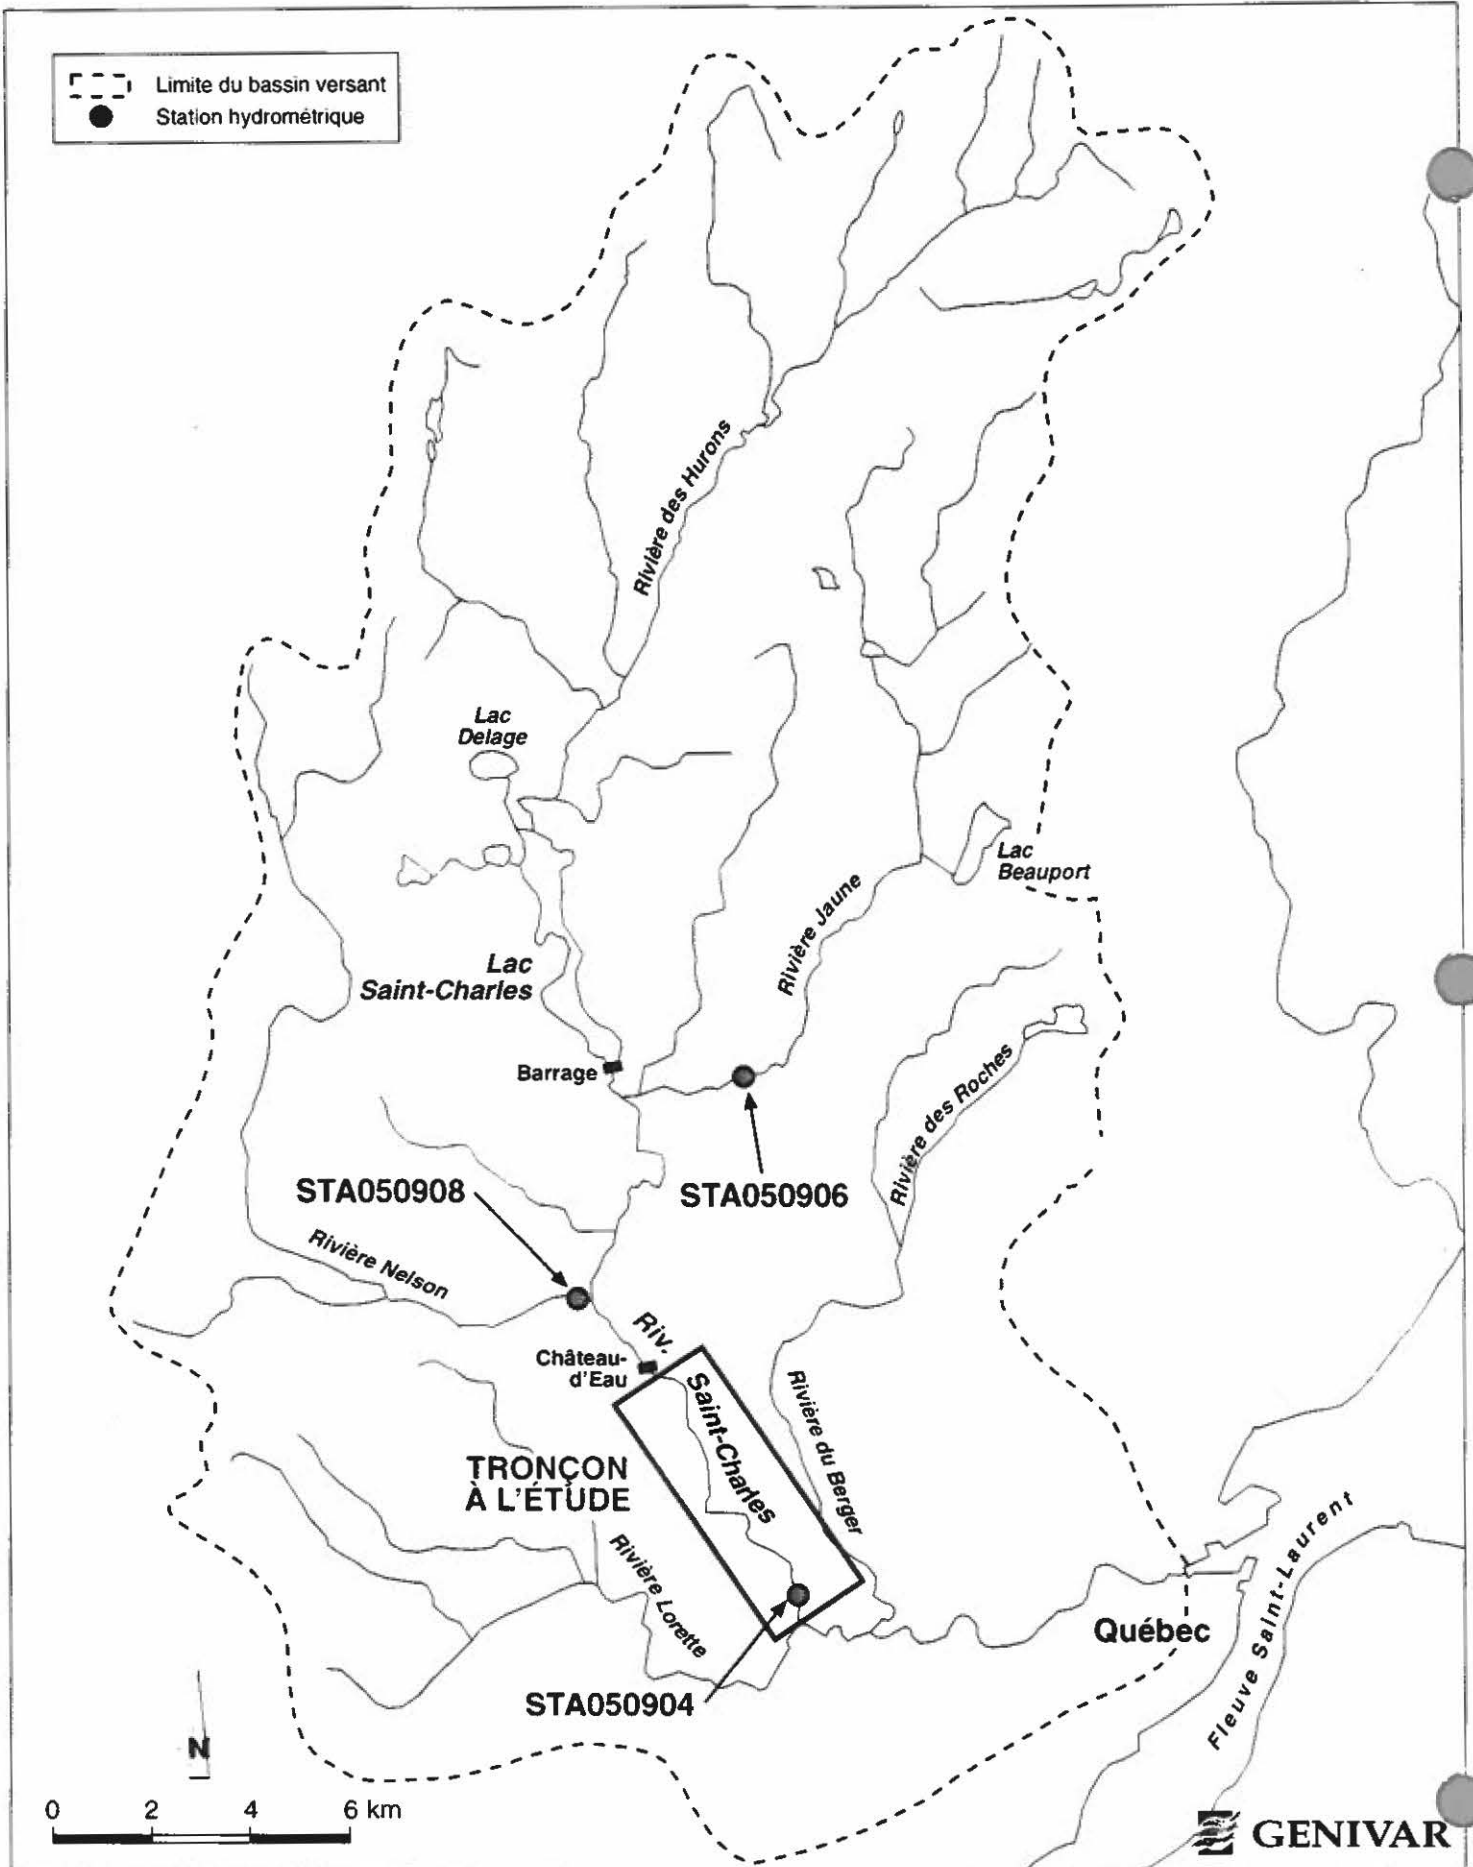 Limite du bassin versant
Station hydrométrique
Rivière des Hurons
Lac
Delage
Lac
Beauport
Rivière Jaune
Lac
Saint-Charles
Barrage
Rivière des Roches
STA050908
STA050906
Rivière Nelson
Riv.
Saint-Charles
Château-
d'Eau
Rivière du Berger
TRONÇON
À L'ÉTUDE
Rivière Lorette
Québec
Fleuve Saint-Laurent
STA050904
N
0 2 4 6 km
GENIVAR